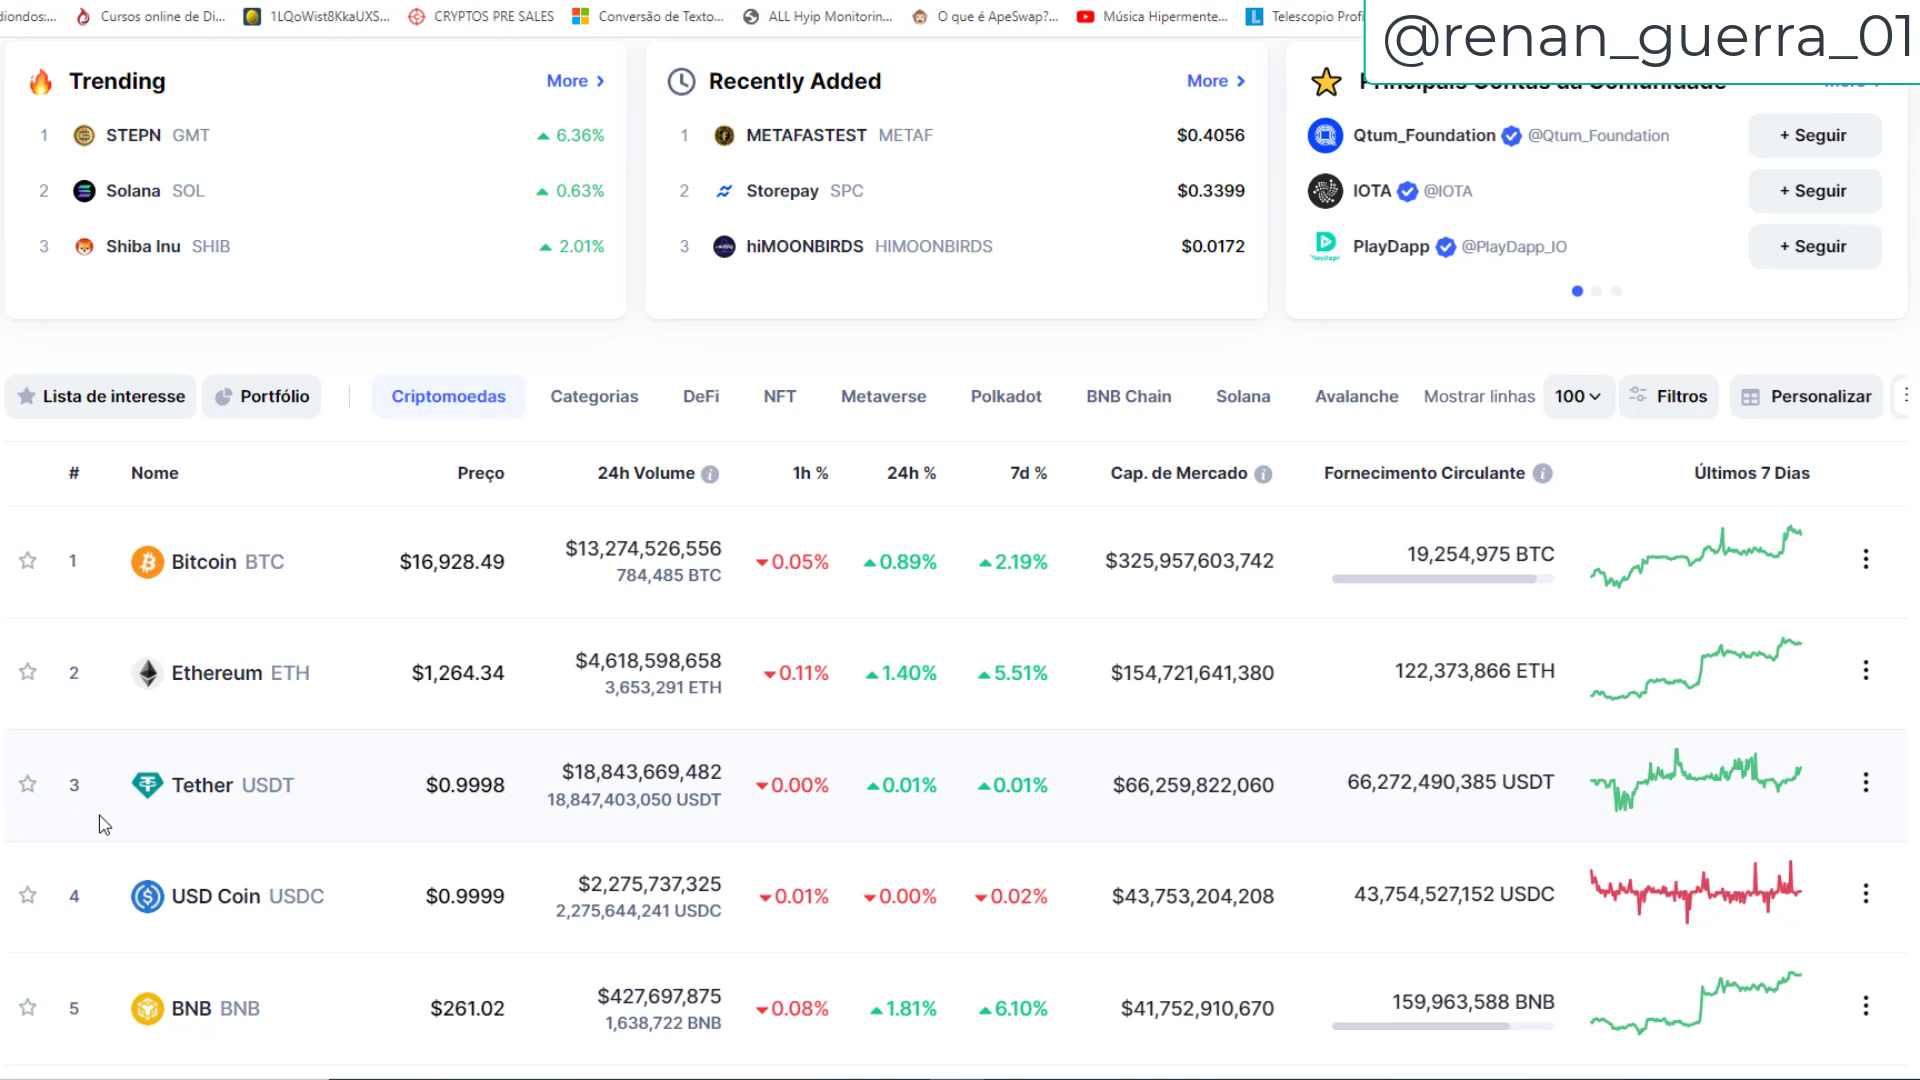 diondos:...
Cursos online de Di...
1LQoWist8KkaUXS...
CRYPTOS PRE SALES
Conversão de Texto...
ALL Hyip Monitorin...
O que é ApeSwap?...
Música Hipermente...
Telescopio Profi
@renan_guerra_01
Trending
More
1 STEPN GMT 6.36%
2 Solana SOL 0.63%
3 Shiba Inu SHIB 2.01%
Recently Added
More
1 METAFASTEST METAF $0.4056
2 Storepay SPC $0.3399
3 hiMOONBIRDS HIMOONBIRDS $0.0172
Principais Contas da Comunidade
More
Qtum_Foundation @Qtum_Foundation + Seguir
IOTA @IOTA + Seguir
PlayDapp @PlayDapp_IO + Seguir
Lista de interesse Portfólio Criptomoedas Categorias DeFi NFT Metaverse Polkadot BNB Chain Solana Avalanche Mostrar linhas 100 Filtros Personalizar
# Nome Preço 24h Volume 1h % 24h % 7d % Cap. de Mercado Fornecimento Circulante Últimos 7 Dias
1 Bitcoin BTC $16,928.49 $13,274,526,556 0.05% 0.89% 2.19% $325,957,603,742 19,254,975 BTC
784,485 BTC
2 Ethereum ETH $1,264.34 $4,618,598,658 0.11% 1.40% 5.51% $154,721,641,380 122,373,866 ETH
3,653,291 ETH
3 Tether USDT $0.9998 $18,843,669,482 0.00% 0.01% 0.01% $66,259,822,060 66,272,490,385 USDT
18,847,403,050 USDT
4 USD Coin USDC $0.9999 $2,275,737,325 0.01% 0.00% 0.02% $43,753,204,208 43,754,527,152 USDC
2,275,644,241 USDC
5 BNB BNB $261.02 $427,697,875 0.08% 1.81% 6.10% $41,752,910,670 159,963,588 BNB
1,638,722 BNB